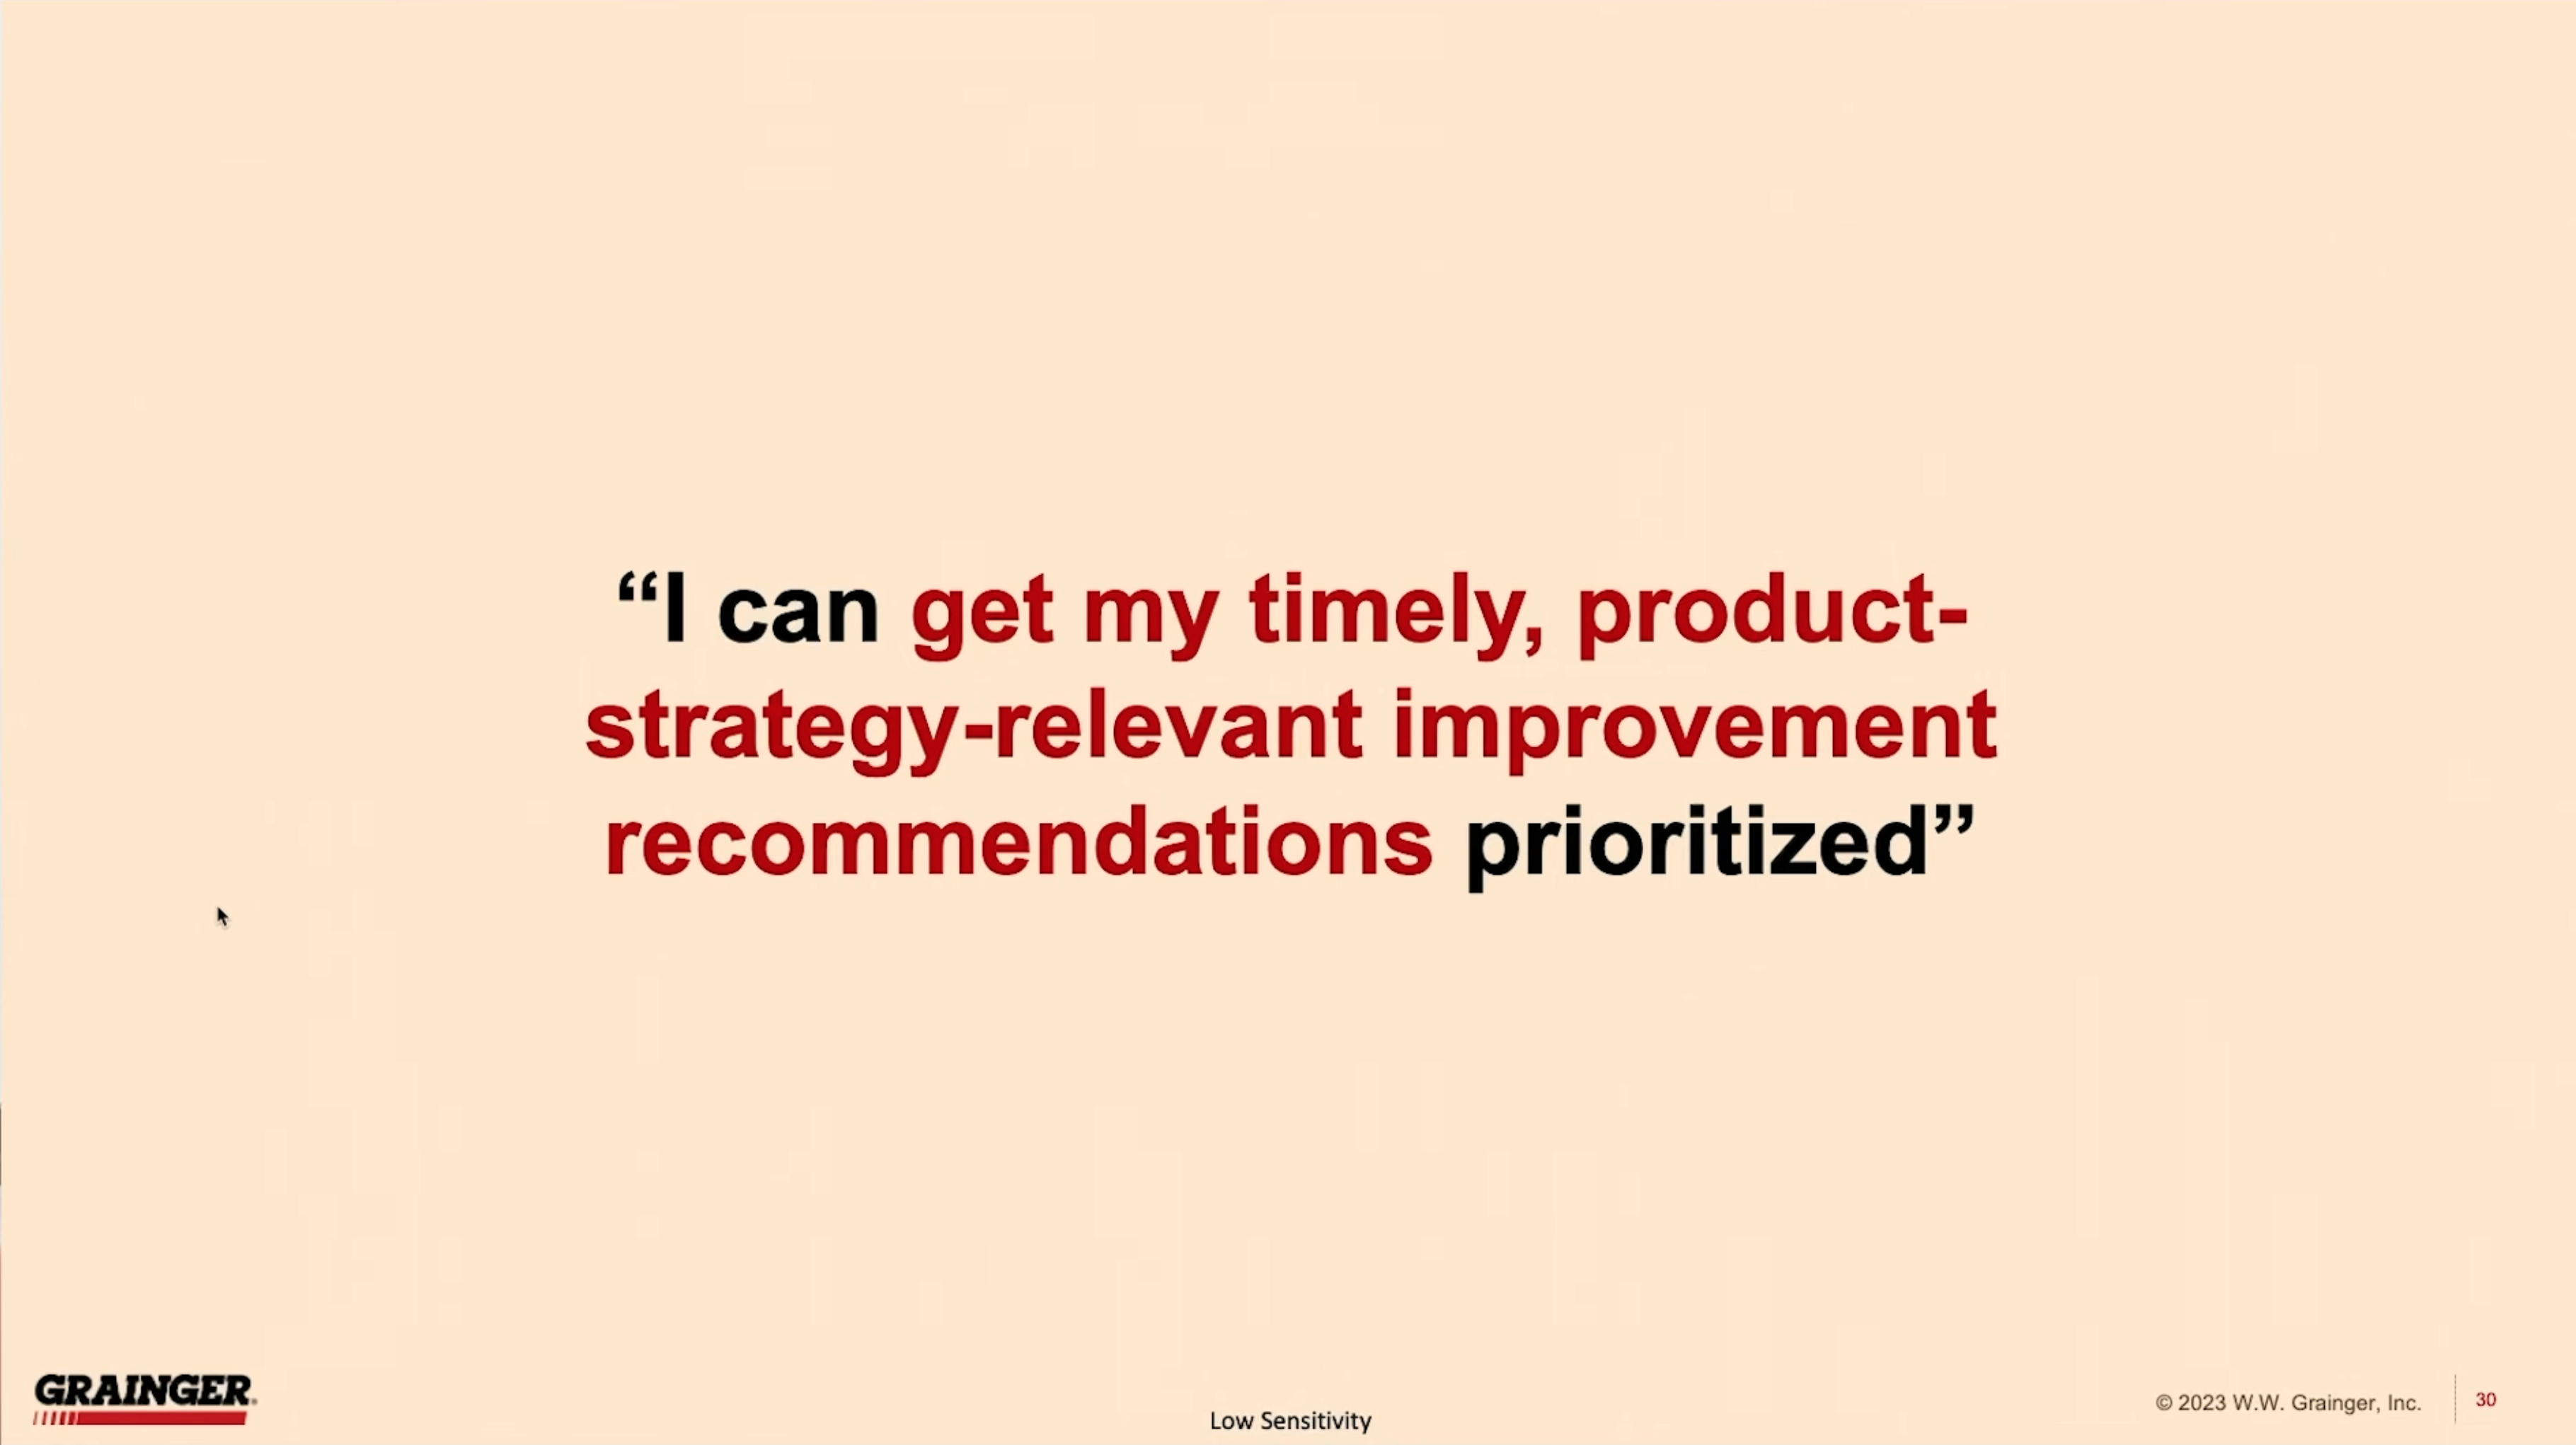 “I can get my timely, product-
strategy-relevant improvement
recommendations prioritized”
GRAINGER®
Low Sensitivity
© 2023 W.W. Grainger, Inc.
30